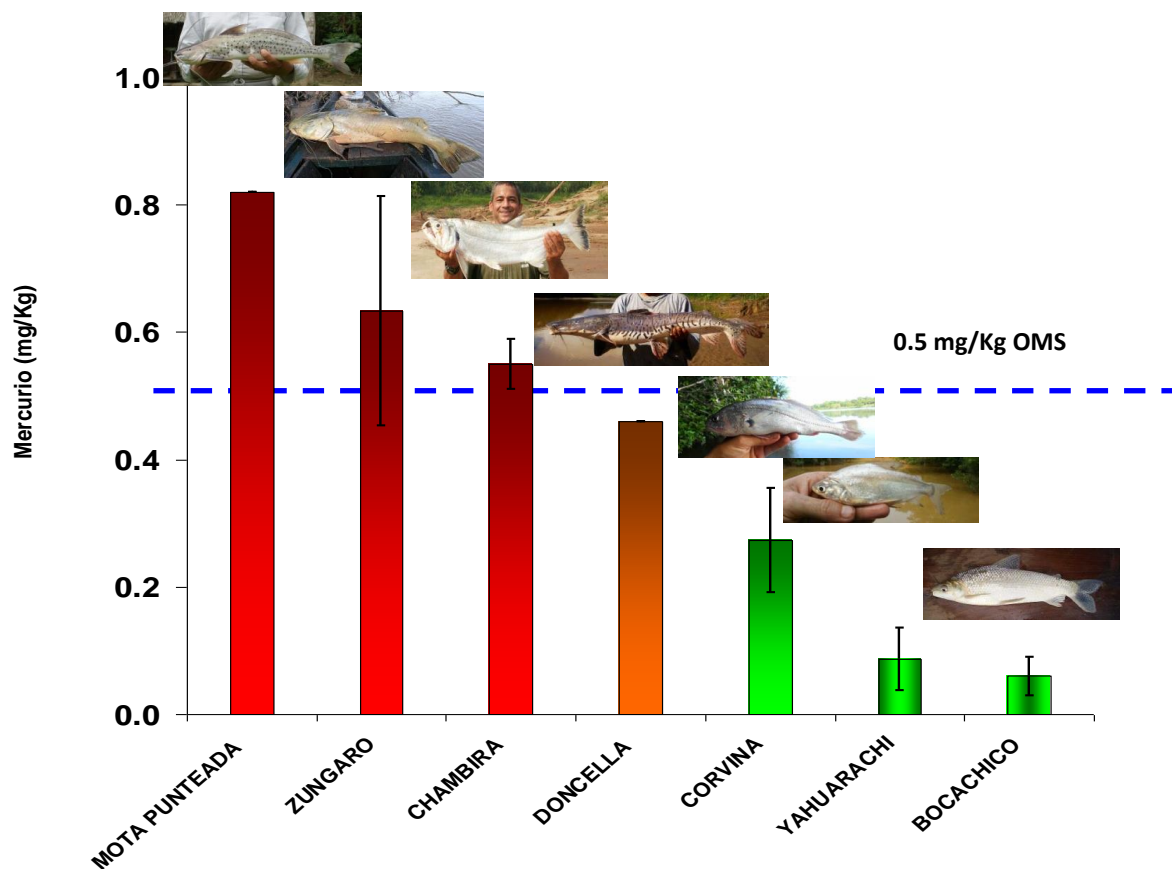 1.0
0.8
0.6
0.4
0.2
0.0
Mercurio (mg/Kg)
0.5 mg/Kg OMS
MOTA PUNTEADA
ZUNGARO
CHAMBIRA
DONCELLA
CORVINA
YAHUARACHI
BOCACHICO